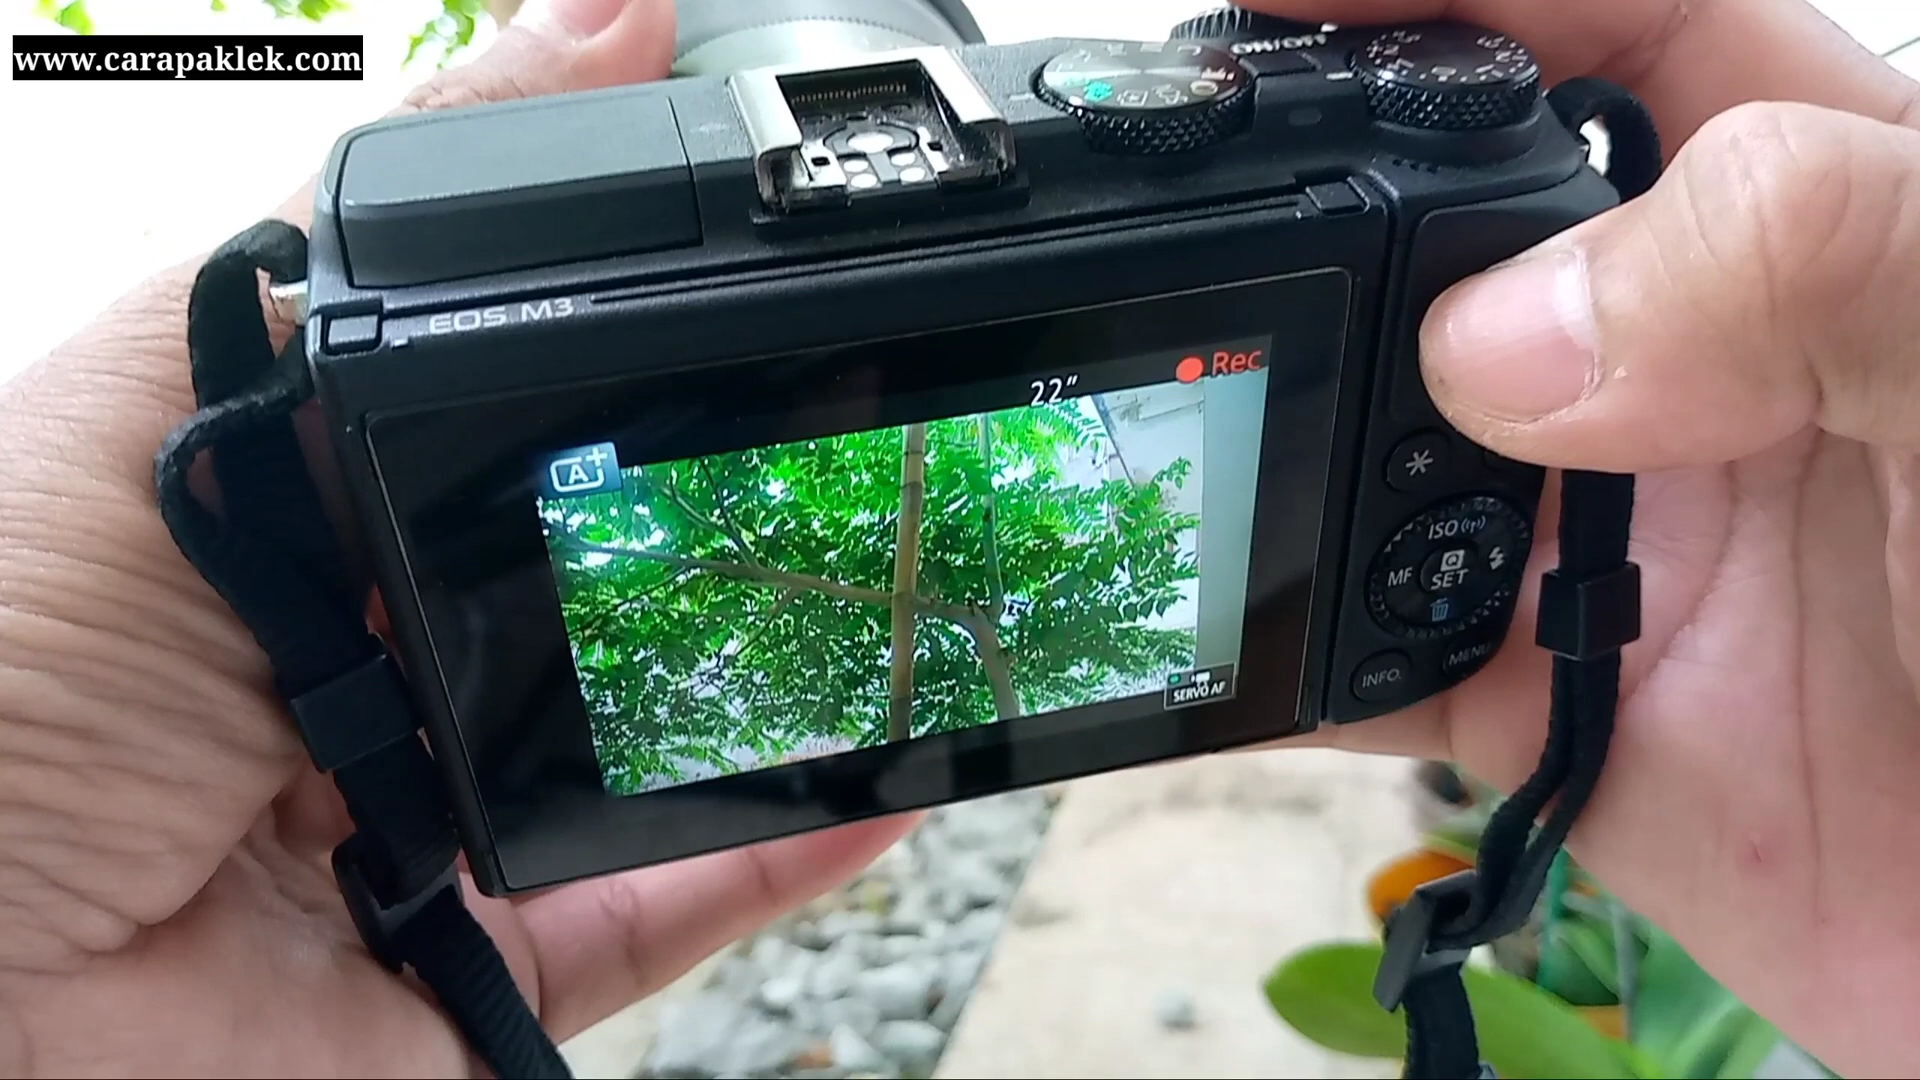 www.carapaklek.com
ON/OFF
EOS M3
Rec
22"
A+
SERVO AF
ISO
MF
Q
SET
INFO.
MENU